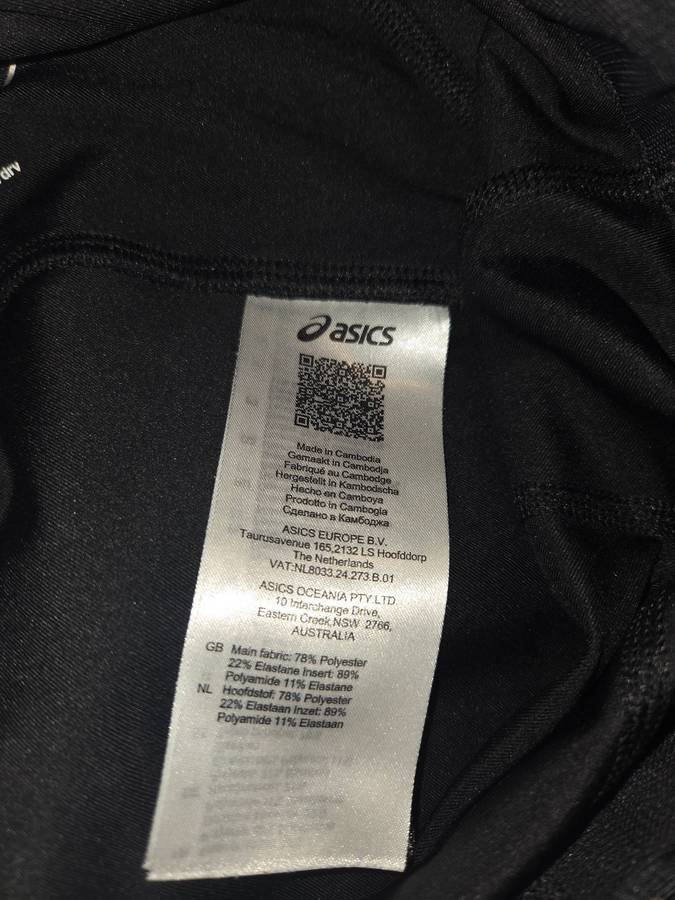 dry
asics
Made in Cambodia
Gemaakt in Cambodja
Fabriqué au Cambodge
Hergestellt in Kambodscha
Hecho en Camboya
Prodotto in Cambogia
Сделано в Камбоджа
ASICS EUROPE B.V.
Taurusavenue 165,2132 LS Hoofddorp
The Netherlands
VAT:NL8033.24.273.B.01
ASICS OCEANIA PTY LTD
10 Interchange Drive,
Eastern Creek,NSW 2766,
AUSTRALIA
GB Main fabric: 78% Polyester
22% Elastane Insert: 89%
Polyamide 11% Elastane
NL Hoofdstof: 78% Polyester
22% Elastaan Inzet: 89%
Polyamide 11% Elastaan